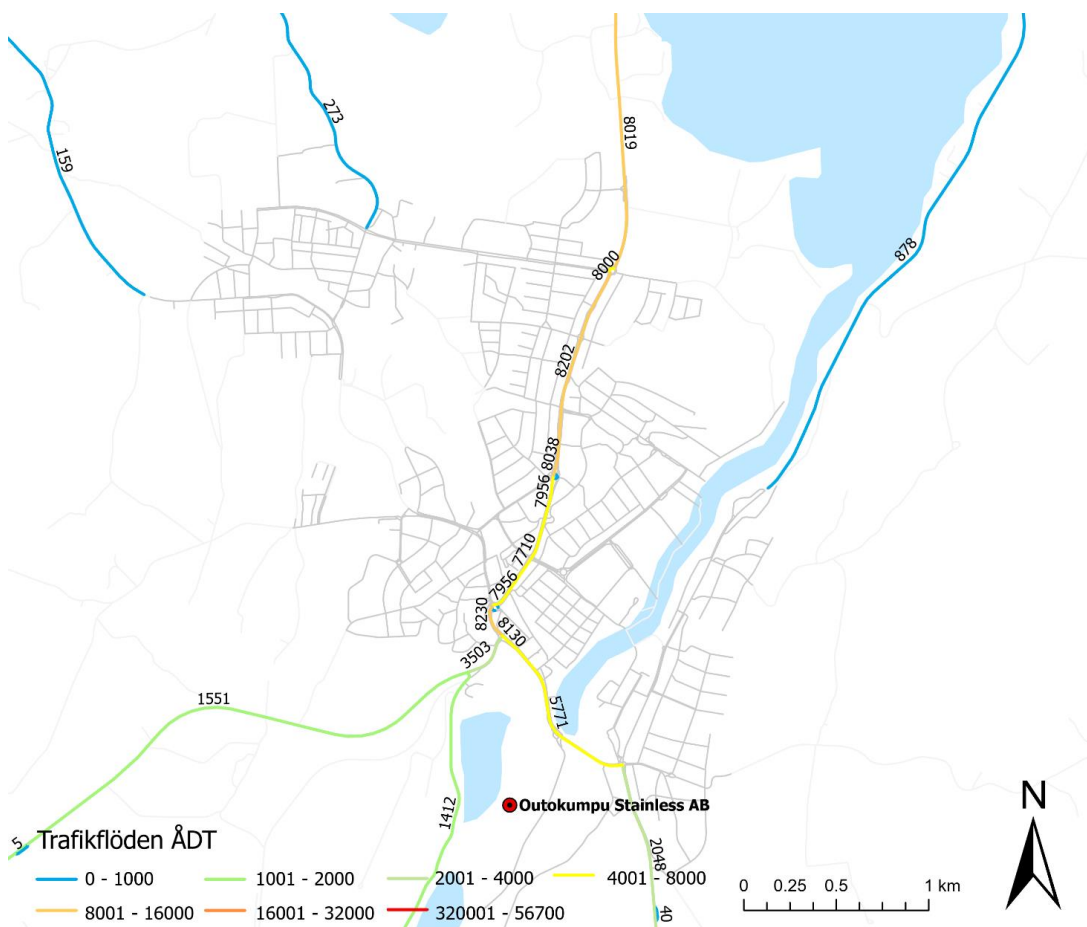 273
8019
159
878
8000
8202
8038
7956
7710
7956
8230
8130
3503
5771
1551
1412
Outokumpu Stainless AB
2048
5
40
Trafikflöden ÅDT
0 - 1000
1001 - 2000
2001 - 4000
4001 - 8000
8001 - 16000
16001 - 32000
320001 - 56700
0 0.25 0.5 1 km
N